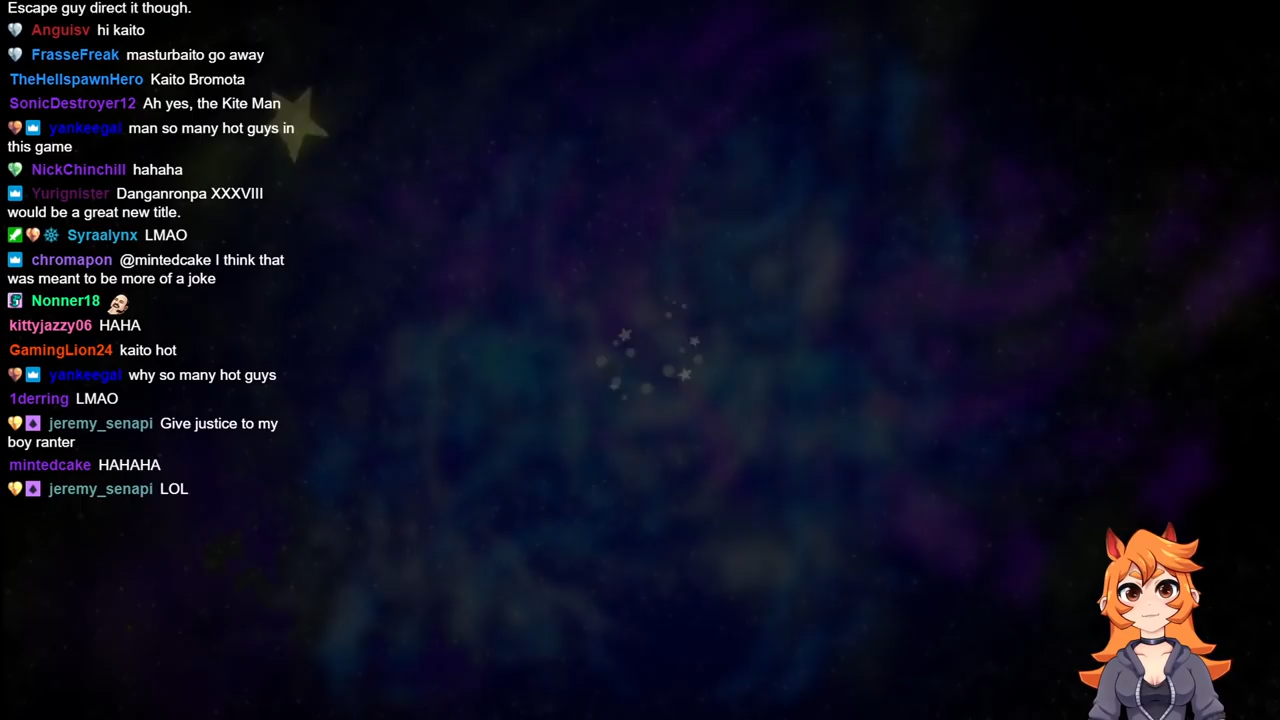 Escape guy direct it though.
Anguisv hi kaito
FrasseFreak masturbaito go away
TheHellspawnHero Kaito Bromota
SonicDestroyer12 Ah yes, the Kite Man
yankeegal man so many hot guys in
this game
NickChinchill hahaha
Yurignister Danganronpa XXXVIII
would be a great new title.
Syraalynx LMAO
chromapon @mintedcake I think that
was meant to be more of a joke
Nonner18
kittyjazzy06 HAHA
GamingLion24 kaito hot
yankeegal why so many hot guys
1derring LMAO
jeremy_senapi Give justice to my
boy ranter
mintedcake HAHAHA
jeremy_senapi LOL